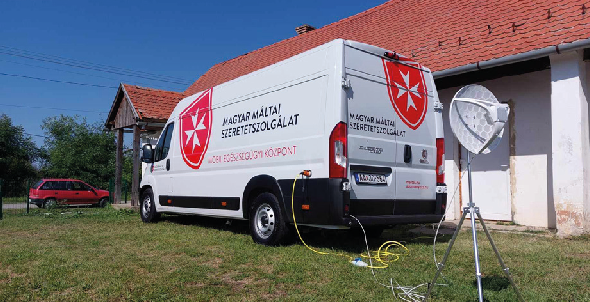 MAGYAR MÁLTAI
SZERETETSZOLGÁLAT
MOBIL EGÉSZSÉGÜGYI KÖZPONT
MAGYAR MÁLTAI
SZERETETSZOLGÁLAT